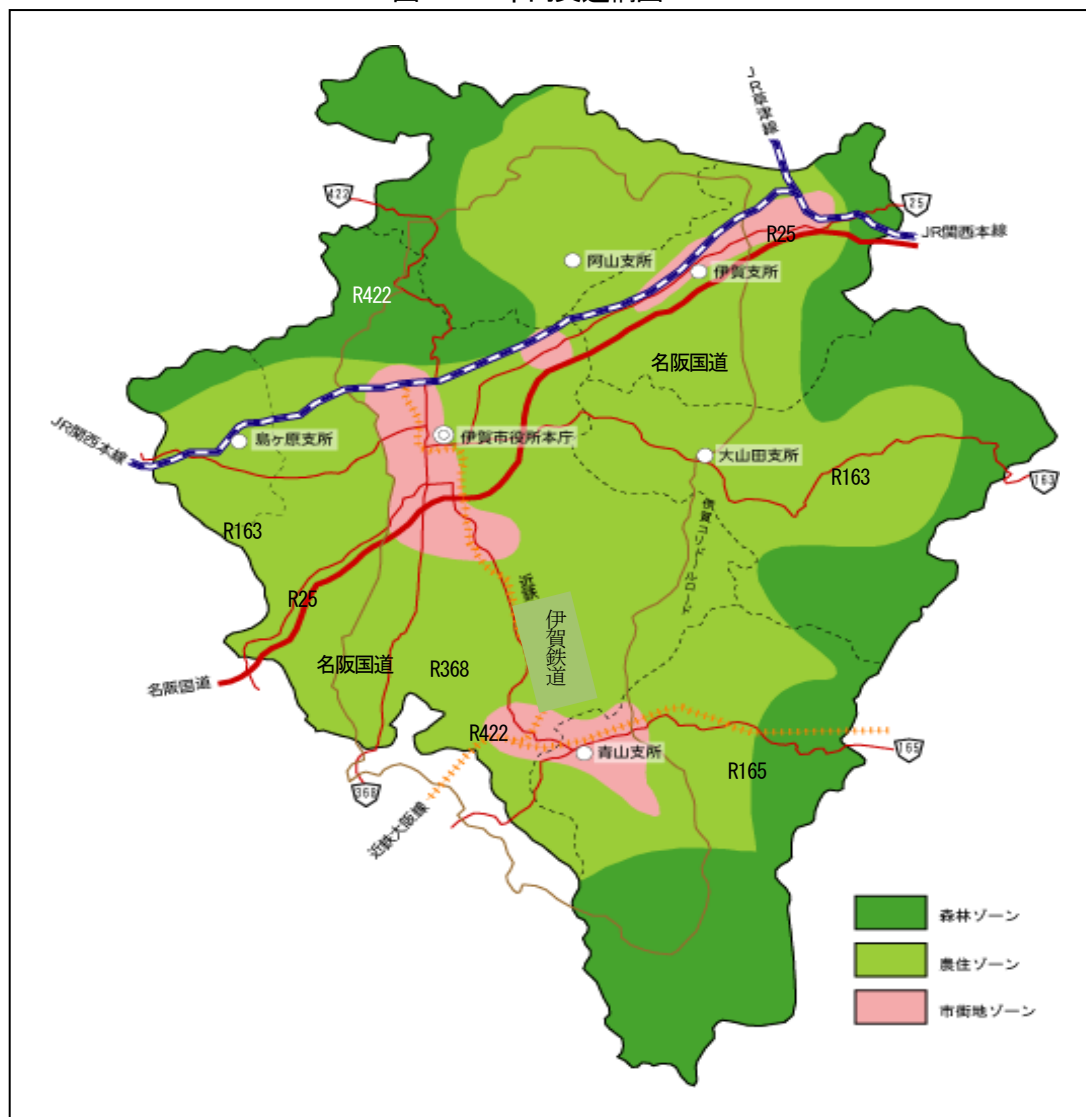 JR草津線
422
25
R25
JR関西本線
阿山支所
伊賀支所
R422
名阪国道
JR関西本線
島ヶ原支所
伊賀市役所本庁
大山田支所
R163
163
R163
伊賀コリドールロード
近鉄
R25
伊賀鉄道
名阪国道
R368
名阪国道
R422
青山支所
165
R165
368
近鉄大阪線
森林ゾーン
農住ゾーン
市街地ゾーン